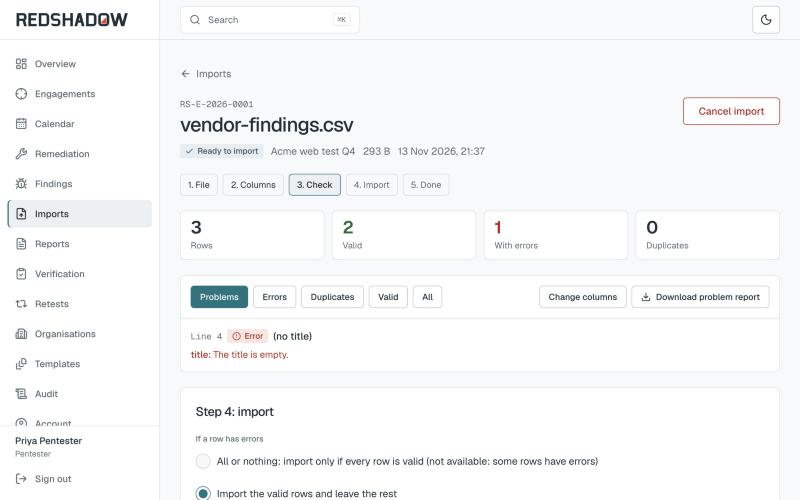 REDSHADOW
Search
⌘K
Overview
Engagements
Calendar
Remediation
Findings
Imports
Reports
Verification
Retests
Organisations
Templates
Audit
Account
Priya Pentester
Pentester
Sign out
Imports
RS-E-2026-0001
vendor-findings.csv
Cancel import
Ready to import Acme web test Q4 293 B 13 Nov 2026, 21:37
1. File 2. Columns 3. Check 4. Import 5. Done
3 2 1 0
Rows Valid With errors Duplicates
Problems Errors Duplicates Valid All Change columns Download problem report
Line 4 Error (no title)
title: The title is empty.
Step 4: import
If a row has errors
All or nothing: import only if every row is valid (not available: some rows have errors)
Import the valid rows and leave the rest